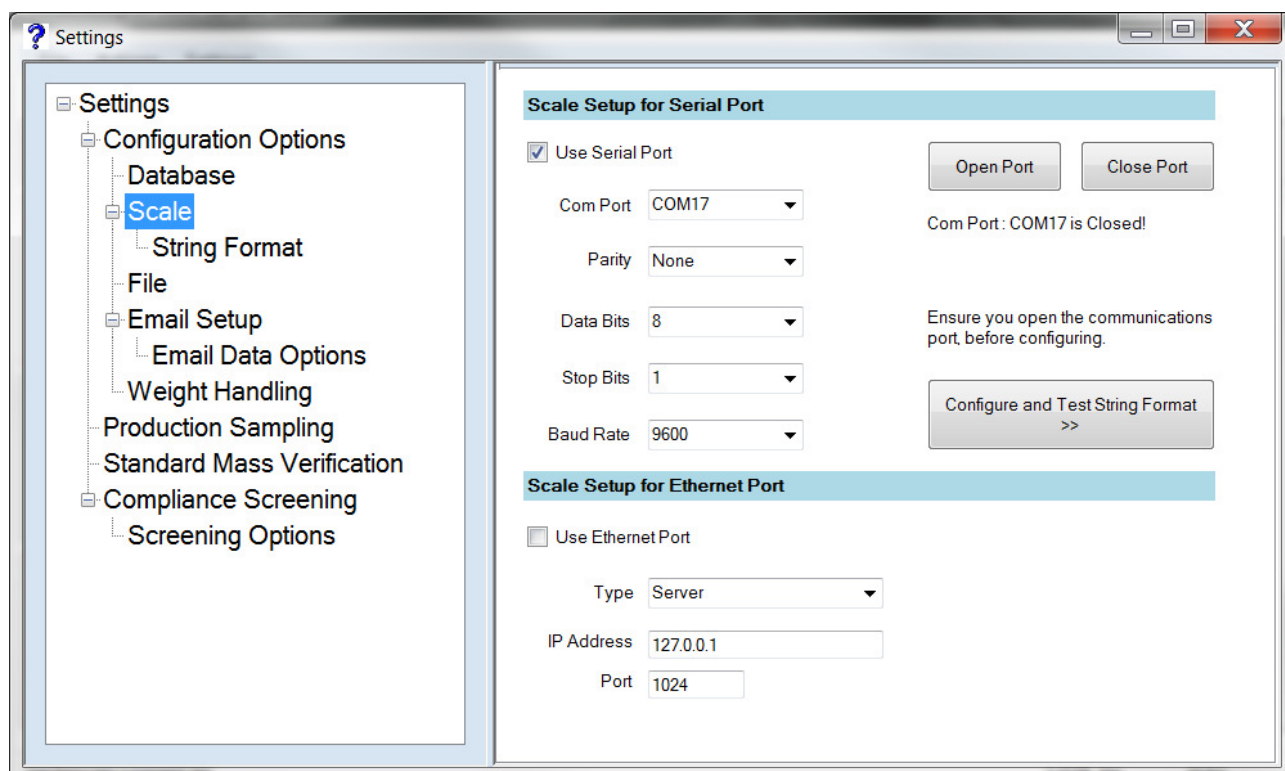 Settings
Settings
Configuration Options
Database
Scale
String Format
File
Email Setup
Email Data Options
Weight Handling
Production Sampling
Standard Mass Verification
Compliance Screening
Screening Options
Scale Setup for Serial Port
Use Serial Port
Open Port
Close Port
Com Port COM17
Com Port : COM17 is Closed!
Parity None
Data Bits 8
Ensure you open the communications
port, before configuring.
Stop Bits 1
Configure and Test String Format
>>
Baud Rate 9600
Scale Setup for Ethernet Port
Use Ethernet Port
Type Server
IP Address 127.0.0.1
Port 1024